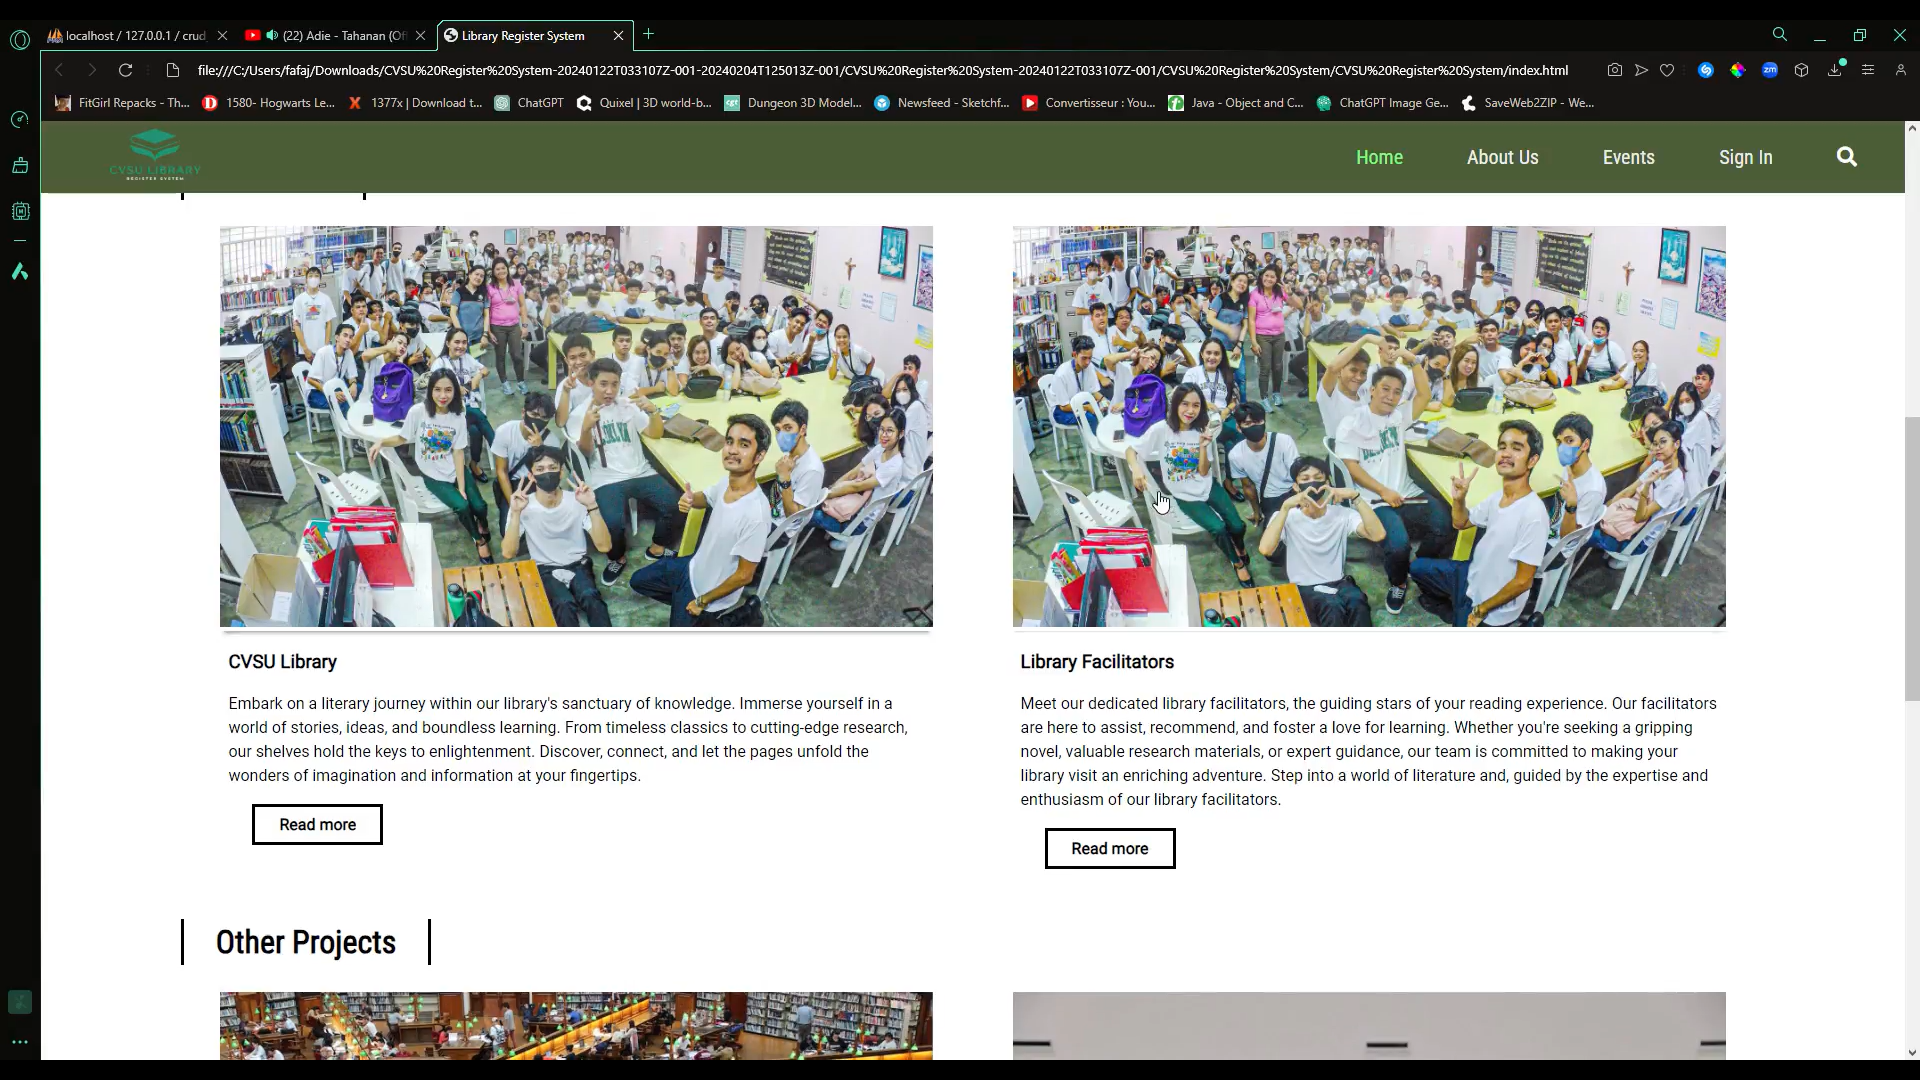 localhost / 127.0.0.1 / crud
(22) Adie - Tahanan (Of
Library Register System
file:///C:/Users/fafaj/Downloads/CVSU%20Register%20System-20240122T033107Z-001-20240204T125013Z-001/CVSU%20Register%20System-20240122T033107Z-001/CVSU%20Register%20System/CVSU%20Register%20System/index.html
FitGirl Repacks - Th...
1580- Hogwarts Le...
1377x | Download t...
ChatGPT
Quixel | 3D world-b...
Dungeon 3D Model...
Newsfeed - Sketchf...
Convertisseur : You...
Java - Object and C...
ChatGPT Image Ge...
SaveWeb2ZIP - We...
CVSU LIBRARY
REGISTER SYSTEM
Home
About Us
Events
Sign In
CVSU Library
Embark on a literary journey within our library's sanctuary of knowledge. Immerse yourself in a
world of stories, ideas, and boundless learning. From timeless classics to cutting-edge research,
our shelves hold the keys to enlightenment. Discover, connect, and let the pages unfold the
wonders of imagination and information at your fingertips.
Read more
Library Facilitators
Meet our dedicated library facilitators, the guiding stars of your reading experience. Our facilitators
are here to assist, recommend, and foster a love for learning. Whether you're seeking a gripping
novel, valuable research materials, or expert guidance, our team is committed to making your
library visit an enriching adventure. Step into a world of literature and, guided by the expertise and
enthusiasm of our library facilitators.
Read more
Other Projects